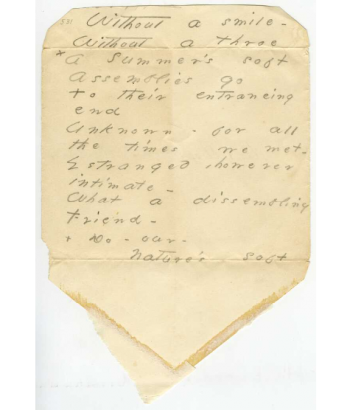 Without a smile -
Without a throe
+ a Summer's soft
assemblies go
to their entrancing
end
Unknown - for all
the times we met -
Estranged, however
intimate -
What a dissembling
Friend -
+ Do - our -
Nature's soft